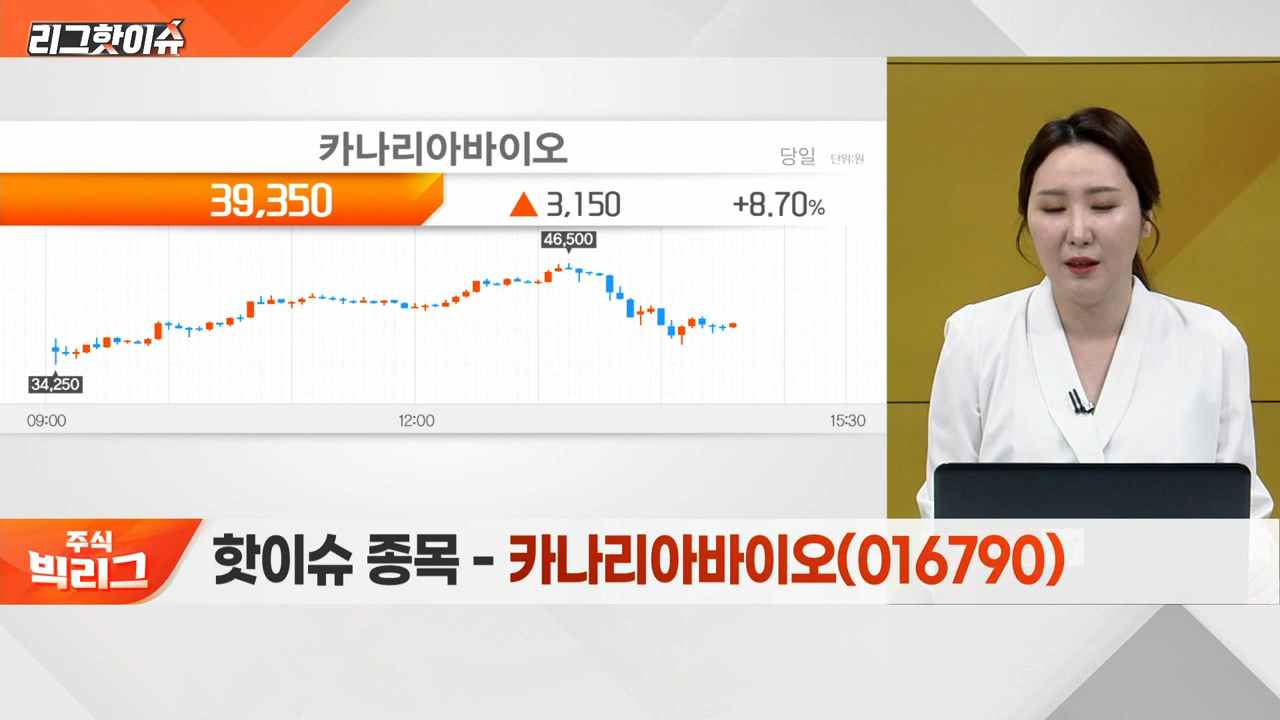 리그핫이슈
카나리아바이오
당일 단위:원
39,350 ▲ 3,150 +8.70%
46,500
34,250
09:00 12:00 15:30
주식
빅리그
핫이슈 종목 - 카나리아바이오(016790)